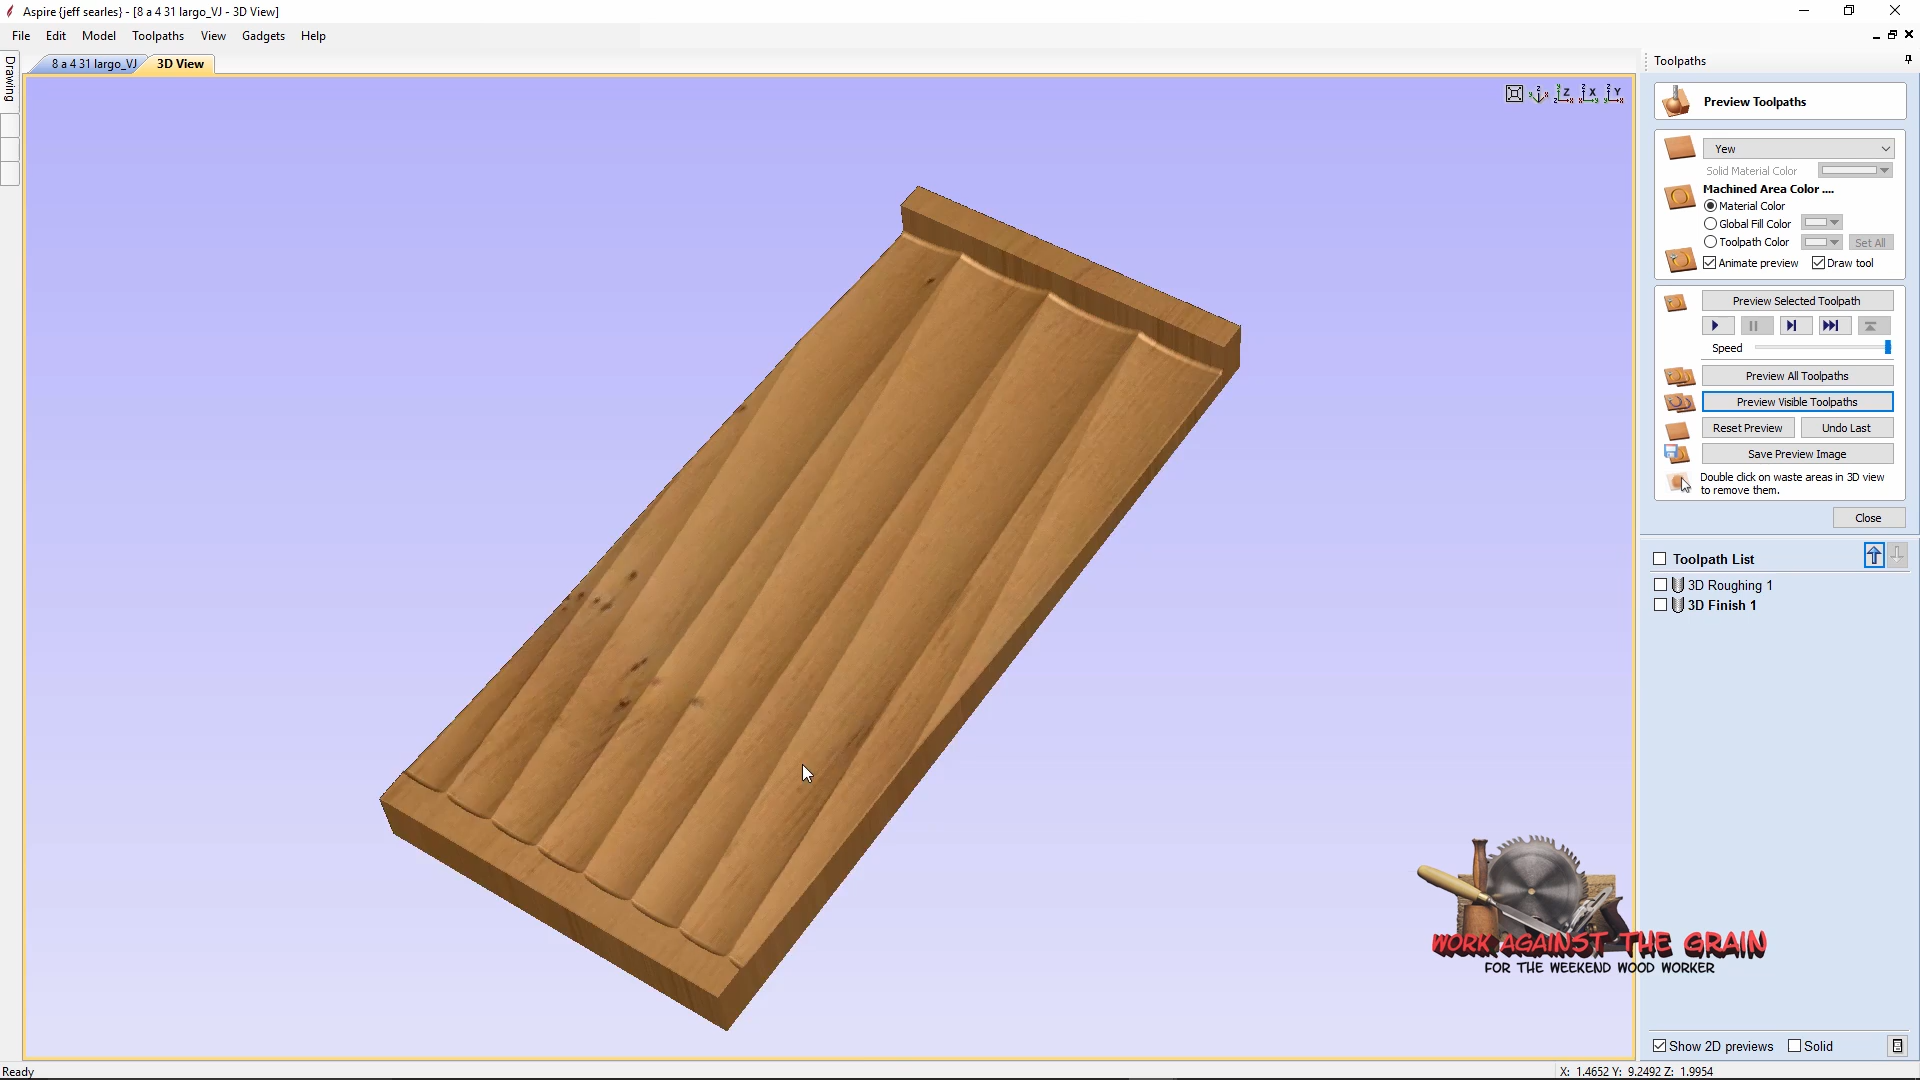 Aspire {jeff searles} - [8 a 4 31 largo_VJ - 3D View]
File Edit Model Toolpaths View Gadgets Help
Drawing
8 a 4 31 largo_VJ 3D View
Toolpaths
Preview Toolpaths
Yew
Solid Material Color
Machined Area Color ....
Material Color
Global Fill Color
Toolpath Color Set All
Animate preview Draw tool
Preview Selected Toolpath
Speed
Preview All Toolpaths
Preview Visible Toolpaths
Reset Preview Undo Last
Save Preview Image
Double click on waste areas in 3D view
to remove them.
Close
Toolpath List
3D Roughing 1
3D Finish 1
WORK AGAINST THE GRAIN
FOR THE WEEKEND WOOD WORKER
Show 2D previews Solid
Ready
X: 1.4652 Y: 9.2492 Z: 1.9954